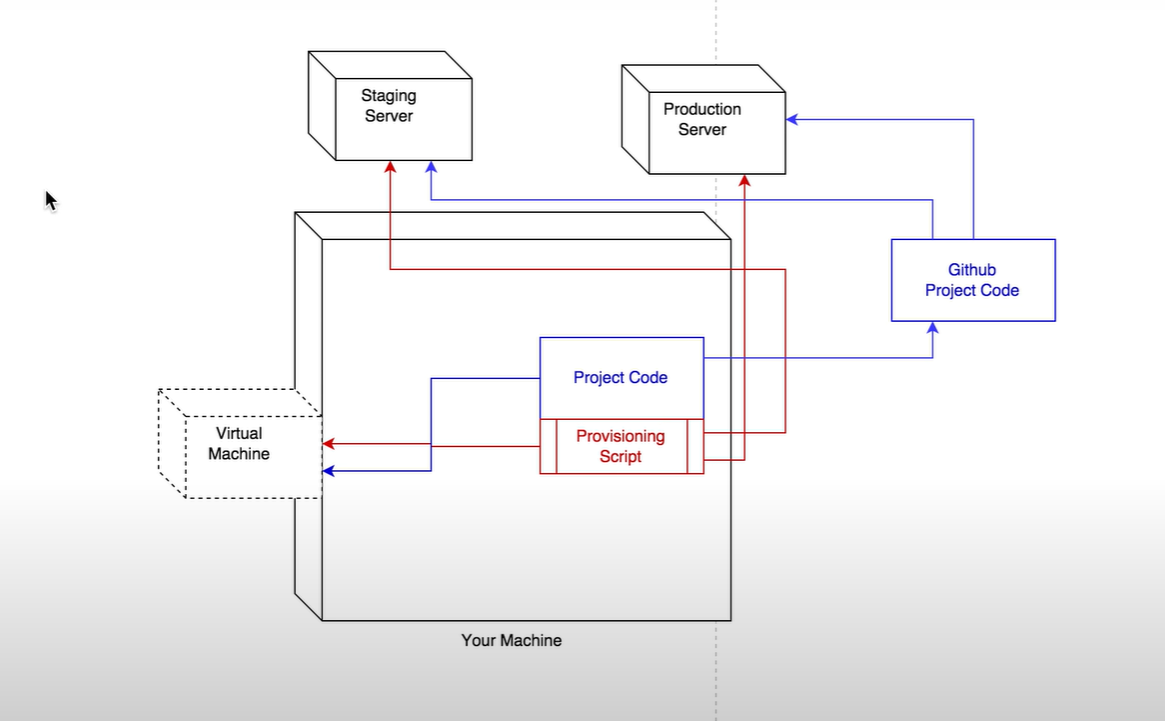 Staging
Server
Production
Server
Github
Project Code
Project Code
Provisioning
Script
Virtual
Machine
Your Machine